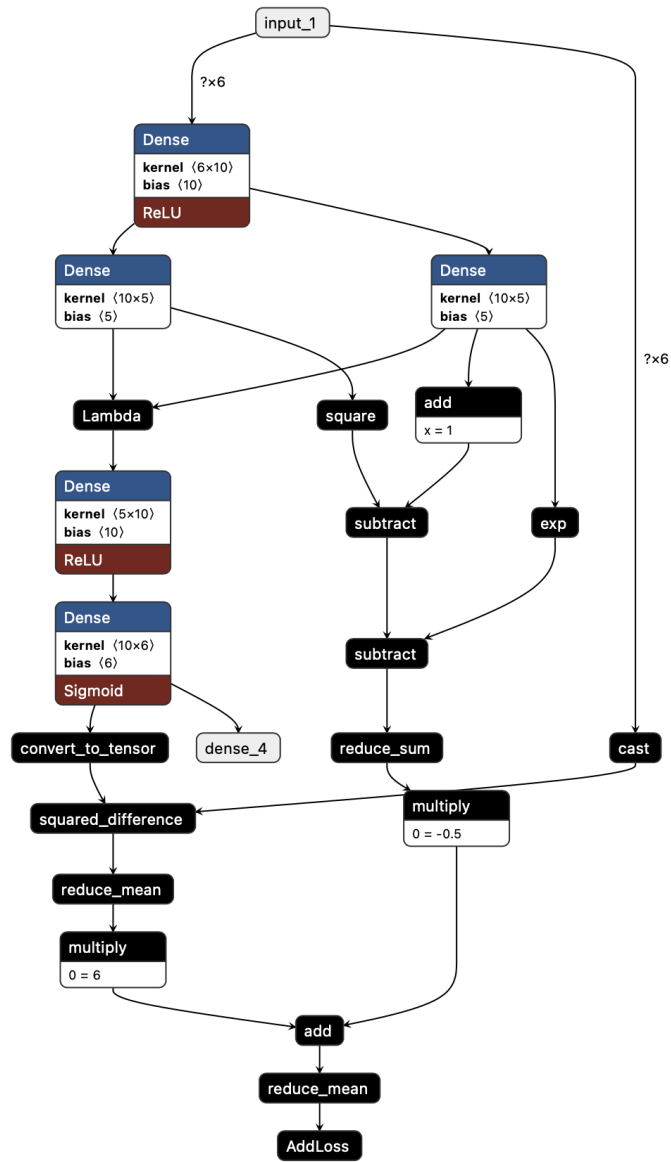 input_1
?×6
Dense
kernel ⟨6×10⟩
bias ⟨10⟩
ReLU
Dense
kernel ⟨10×5⟩
bias ⟨5⟩
Dense
kernel ⟨10×5⟩
bias ⟨5⟩
?×6
Lambda
square
add
x = 1
Dense
kernel ⟨5×10⟩
bias ⟨10⟩
ReLU
subtract
exp
Dense
kernel ⟨10×6⟩
bias ⟨6⟩
Sigmoid
subtract
convert_to_tensor
dense_4
reduce_sum
cast
squared_difference
multiply
0 = -0.5
reduce_mean
multiply
0 = 6
add
reduce_mean
AddLoss